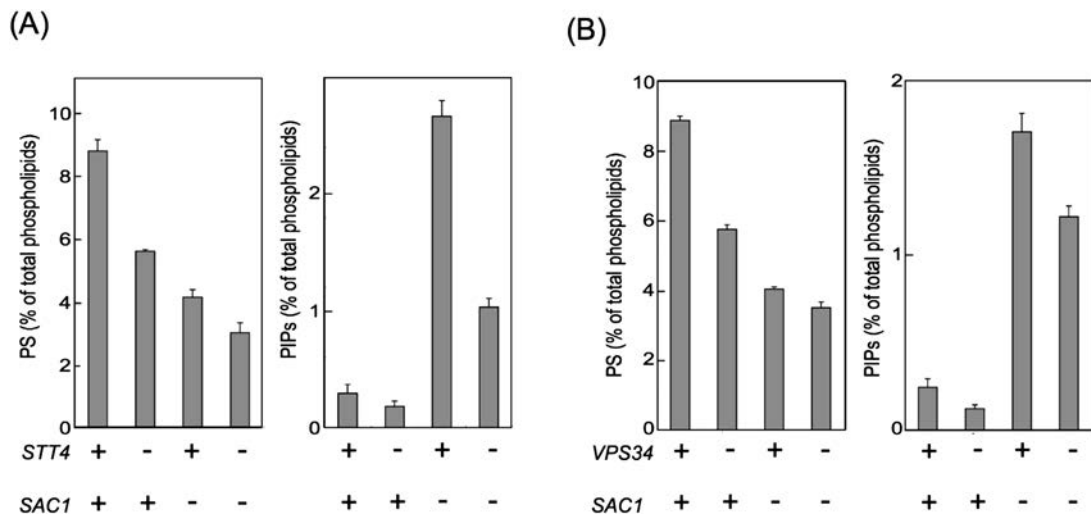 (A)
PS (% of total phospholipids)
10
8
6
4
2
0
PIPs (% of total phospholipids)
2
1
0
STT4 + - + - + - + -
SAC1 + + - - + + - -
(B)
PS (% of total phospholipids)
10
8
6
4
2
0
PIPs (% of total phospholipids)
2
1
0
VPS34 + - + - + - + -
SAC1 + + - - + + - -